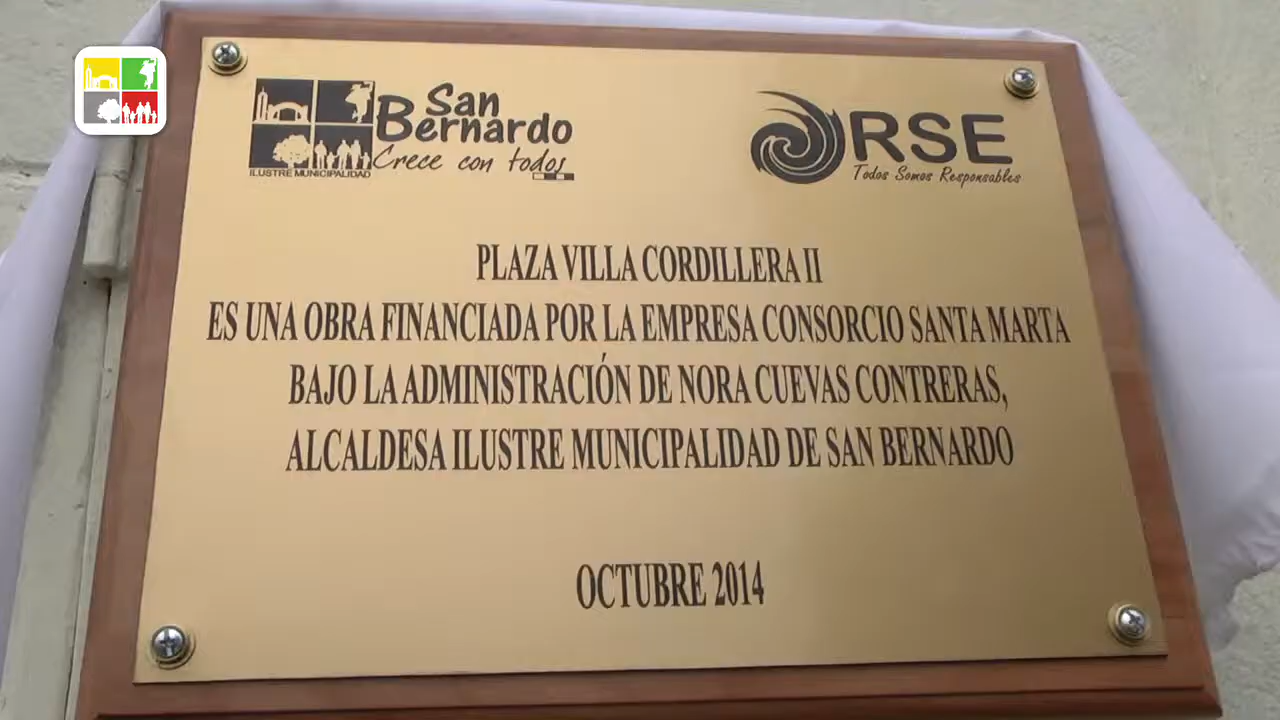 San
Bernardo
Crece con todos
ILUSTRE MUNICIPALIDAD
RSE
Todos Somos Responsables
PLAZA VILLA CORDILLERA II
ES UNA OBRA FINANCIADA POR LA EMPRESA CONSORCIO SANTA MARTA
BAJO LA ADMINISTRACIÓN DE NORA CUEVAS CONTRERAS,
ALCALDESA ILUSTRE MUNICIPALIDAD DE SAN BERNARDO
OCTUBRE 2014